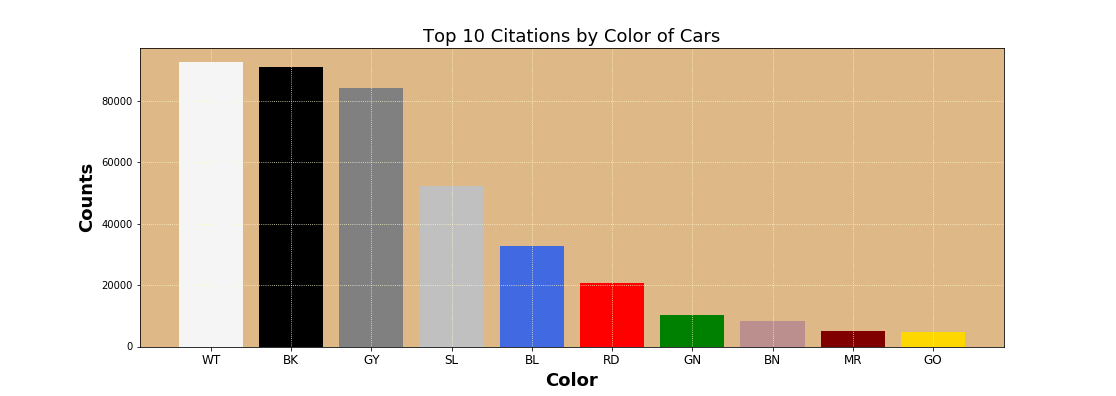 Top 10 Citations by Color of Cars
Counts
80000
60000
40000
20000
0
WT BK GY SL BL RD GN BN MR GO
Color